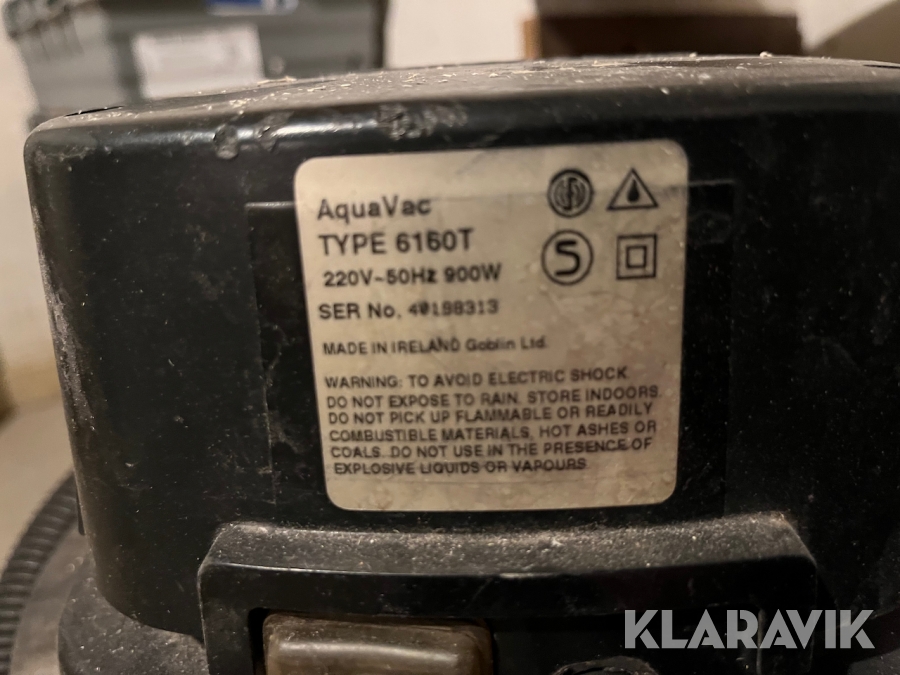 AquaVac
TYPE 6160T
220V~50Hz 900W
SER No. 40198313
MADE IN IRELAND Goblin Ltd.
WARNING: TO AVOID ELECTRIC SHOCK
DO NOT EXPOSE TO RAIN. STORE INDOORS.
DO NOT PICK UP FLAMMABLE OR READILY
COMBUSTIBLE MATERIALS, HOT ASHES OR
COALS. DO NOT USE IN THE PRESENCE OF
EXPLOSIVE LIQUIDS OR VAPOURS
S
KLARAVIK